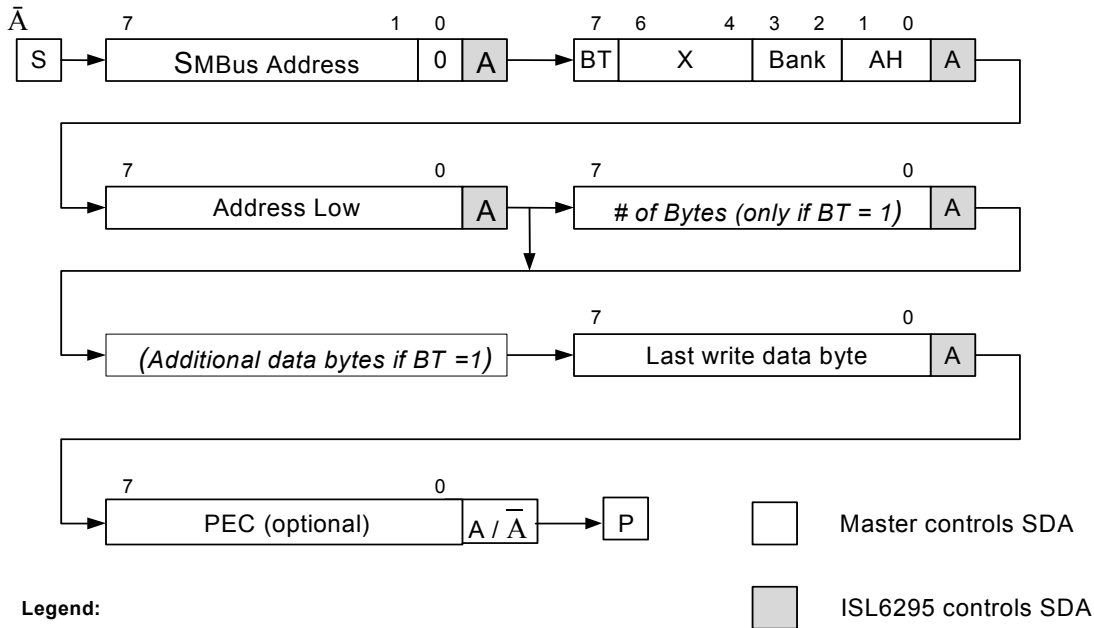 Ā
7 1 0 7 6 4 3 2 1 0
S SMBus Address 0 A BT X Bank AH A
7 0 7 0
Address Low A # of Bytes (only if BT = 1) A
7 0
(Additional data bytes if BT =1) Last write data byte A
7 0
PEC (optional) A / Ā P Master controls SDA
Legend: ISL6295 controls SDA